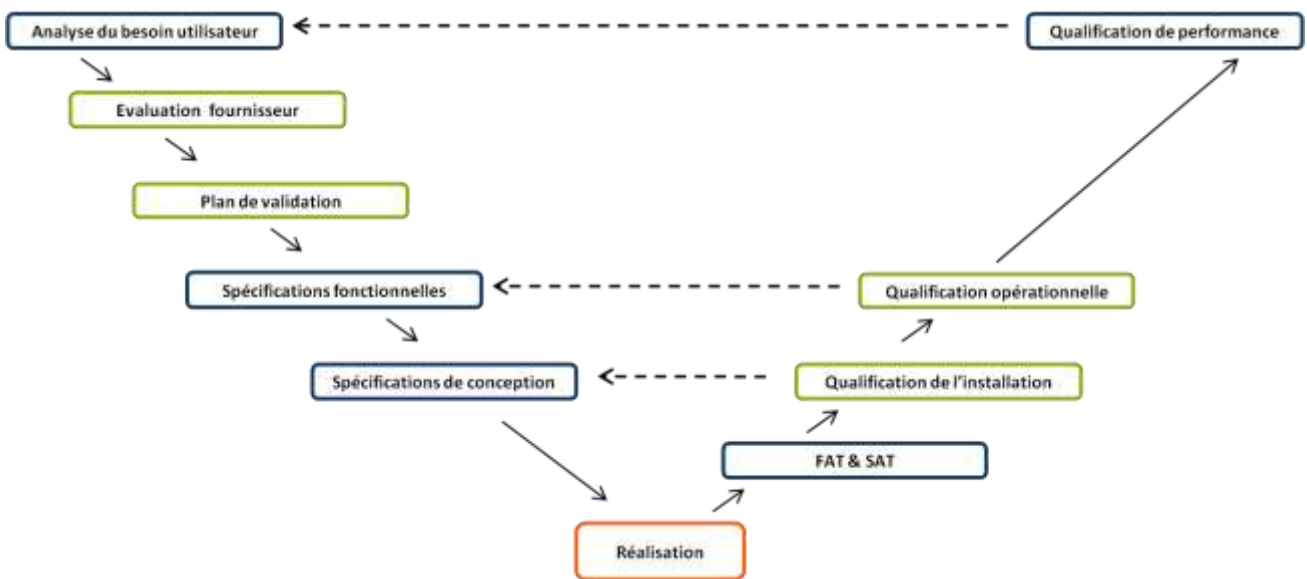 Analyse du besoin utilisateur
Qualification de performance
Evaluation fournisseur
Plan de validation
Spécifications fonctionnelles
Qualification opérationnelle
Spécifications de conception
Qualification de l'installation
FAT & SAT
Réalisation